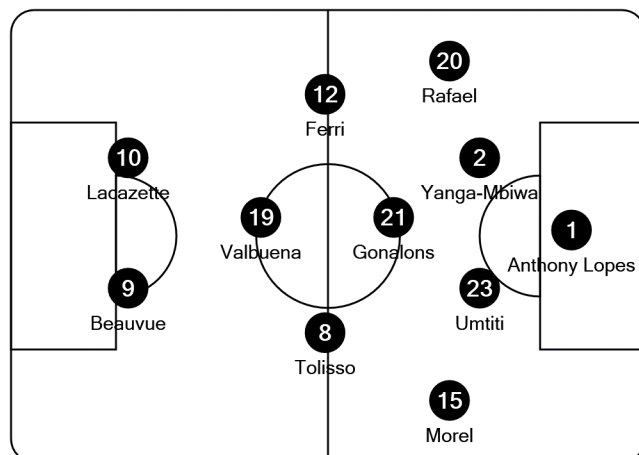 20
Rafael
12
Ferri
10
Lacazette
2
Yanga-Mbiwa
19
Valbuena
21
Gonalons
1
Anthony Lopes
9
Beauvue
23
Umtiti
8
Tolisso
15
Morel